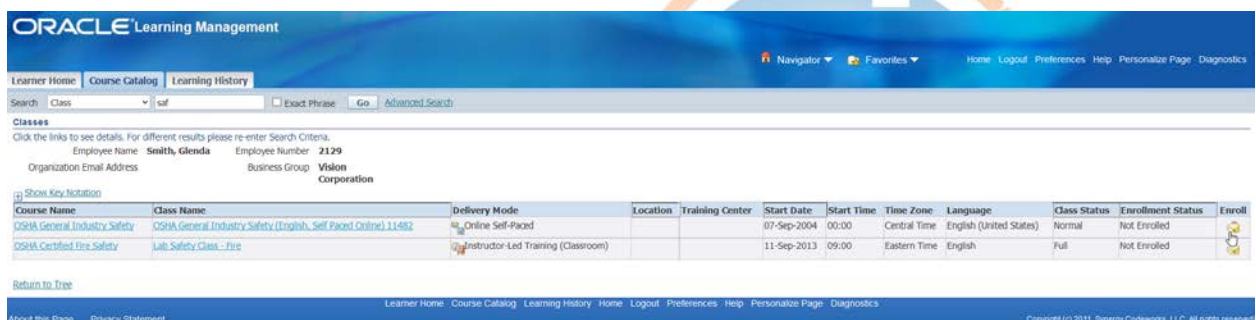 ORACLE Learning Management
Navigator Favorites Home Logout Preferences Help Personalize Page Diagnostics
Learner Home Course Catalog Learning History
Search Class saf Exact Phrase Go Advanced Search
Classes
Click the links to see details. For different results please re-enter Search Criteria.
Employee Name Smith, Glenda Employee Number 2129
Organization Email Address Business Group Vision
Corporation
Show Key Notation
Course Name Class Name Delivery Mode Location Training Center Start Date Start Time Time Zone Language Class Status Enrollment Status Enroll
OSHA General Industry Safety OSHA General Industry Safety (English, Self Paced Online) 11482 Online Self-Paced 07-Sep-2004 00:00 Central Time English (United States) Normal Not Enrolled
OSHA Certified Fire Safety Lab Safety Class - Fire Instructor-Led Training (Classroom) 11-Sep-2013 09:00 Eastern Time English Full Not Enrolled
Return to Tree
Learner Home Course Catalog Learning History Home Logout Preferences Help Personalize Page Diagnostics
About this Page Privacy Statement Copyright (c) 2011, Synergy Codeworks, LLC. All rights reserved